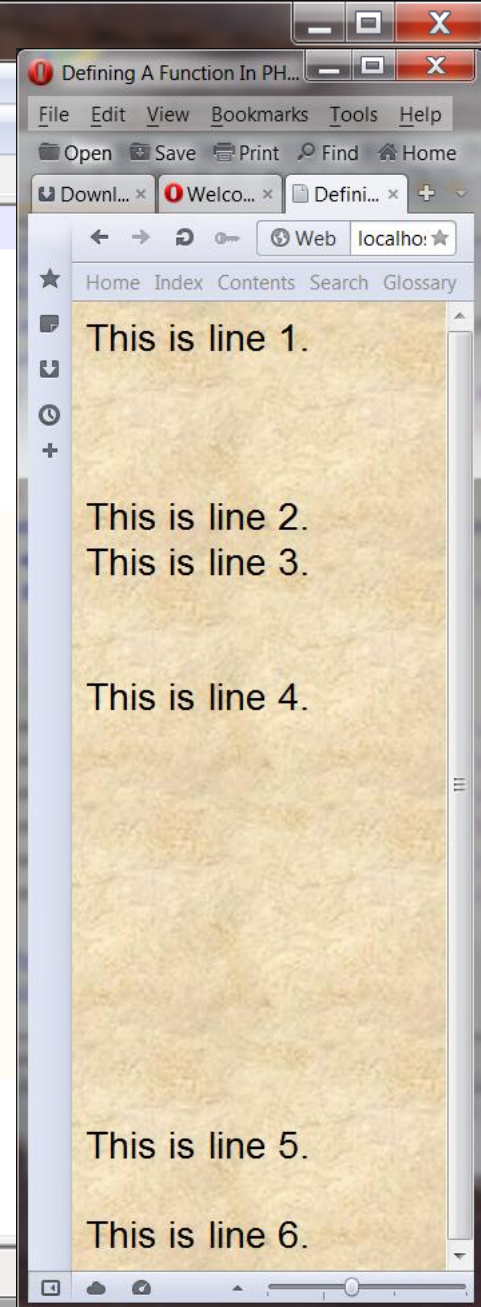 Defining A Function In PH...
File Edit View Bookmarks Tools Help
Open Save Print Find Home
Downl... Welco... Defini...
Web localho:
Home Index Contents Search Glossary
This is line 1.
This is line 2.
This is line 3.
This is line 4.
This is line 5.
This is line 6.